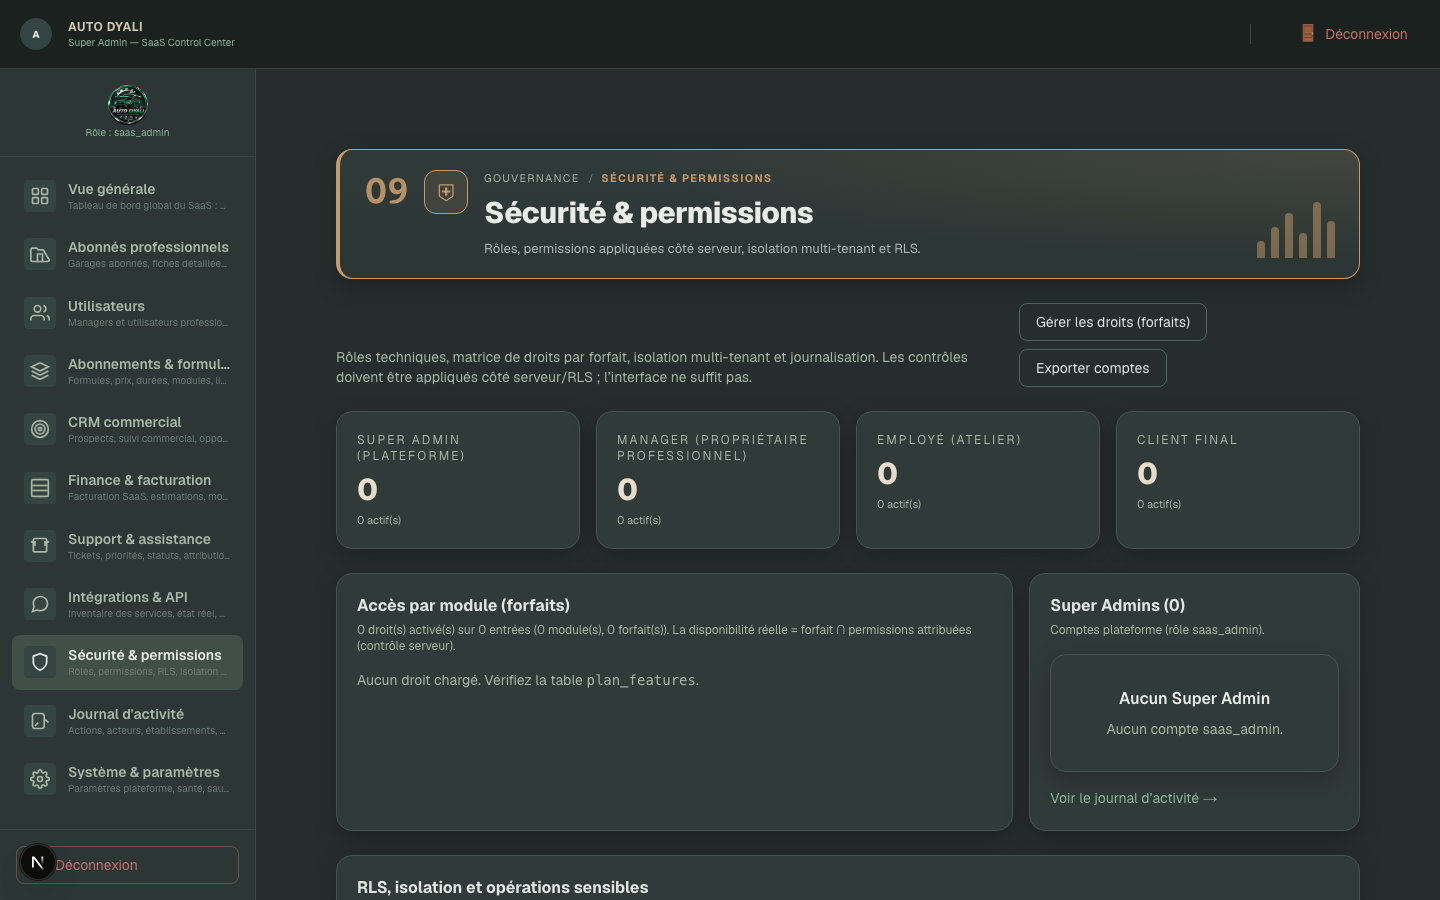 A
AUTO DYALI
Super Admin — SaaS Control Center
Déconnexion
AUTO DYALI
Rôle : saas_admin
Vue générale
Tableau de bord global du SaaS : ...
Abonnés professionnels
Garages abonnés, fiches détaillée...
Utilisateurs
Managers et utilisateurs professio...
Abonnements & formul...
Formules, prix, durées, modules, li...
CRM commercial
Prospects, suivi commercial, oppo...
Finance & facturation
Facturation SaaS, estimations, mo...
Support & assistance
Tickets, priorités, statuts, attributio...
Intégrations & API
Inventaire des services, état réel, ...
Sécurité & permissions
Rôles, permissions, RLS, isolation ...
Journal d'activité
Actions, acteurs, établissements, ...
Système & paramètres
Paramètres plateforme, santé, sau...
N
Déconnexion
09
GOUVERNANCE / SÉCURITÉ & PERMISSIONS
Sécurité & permissions
Rôles, permissions appliquées côté serveur, isolation multi-tenant et RLS.
Rôles techniques, matrice de droits par forfait, isolation multi-tenant et journalisation. Les contrôles
doivent être appliqués côté serveur/RLS ; l'interface ne suffit pas.
Gérer les droits (forfaits)
Exporter comptes
SUPER ADMIN
(PLATEFORME)
0
0 actif(s)
MANAGER (PROPRIÉTAIRE
PROFESSIONNEL)
0
0 actif(s)
EMPLOYÉ (ATELIER)
0
0 actif(s)
CLIENT FINAL
0
0 actif(s)
Accès par module (forfaits)
0 droit(s) activé(s) sur 0 entrées (0 module(s), 0 forfait(s)). La disponibilité réelle = forfait ∩ permissions attribuées
(contrôle serveur).
Aucun droit chargé. Vérifiez la table plan_features.
Super Admins (0)
Comptes plateforme (rôle saas_admin).
Aucun Super Admin
Aucun compte saas_admin.
Voir le journal d'activité →
RLS, isolation et opérations sensibles